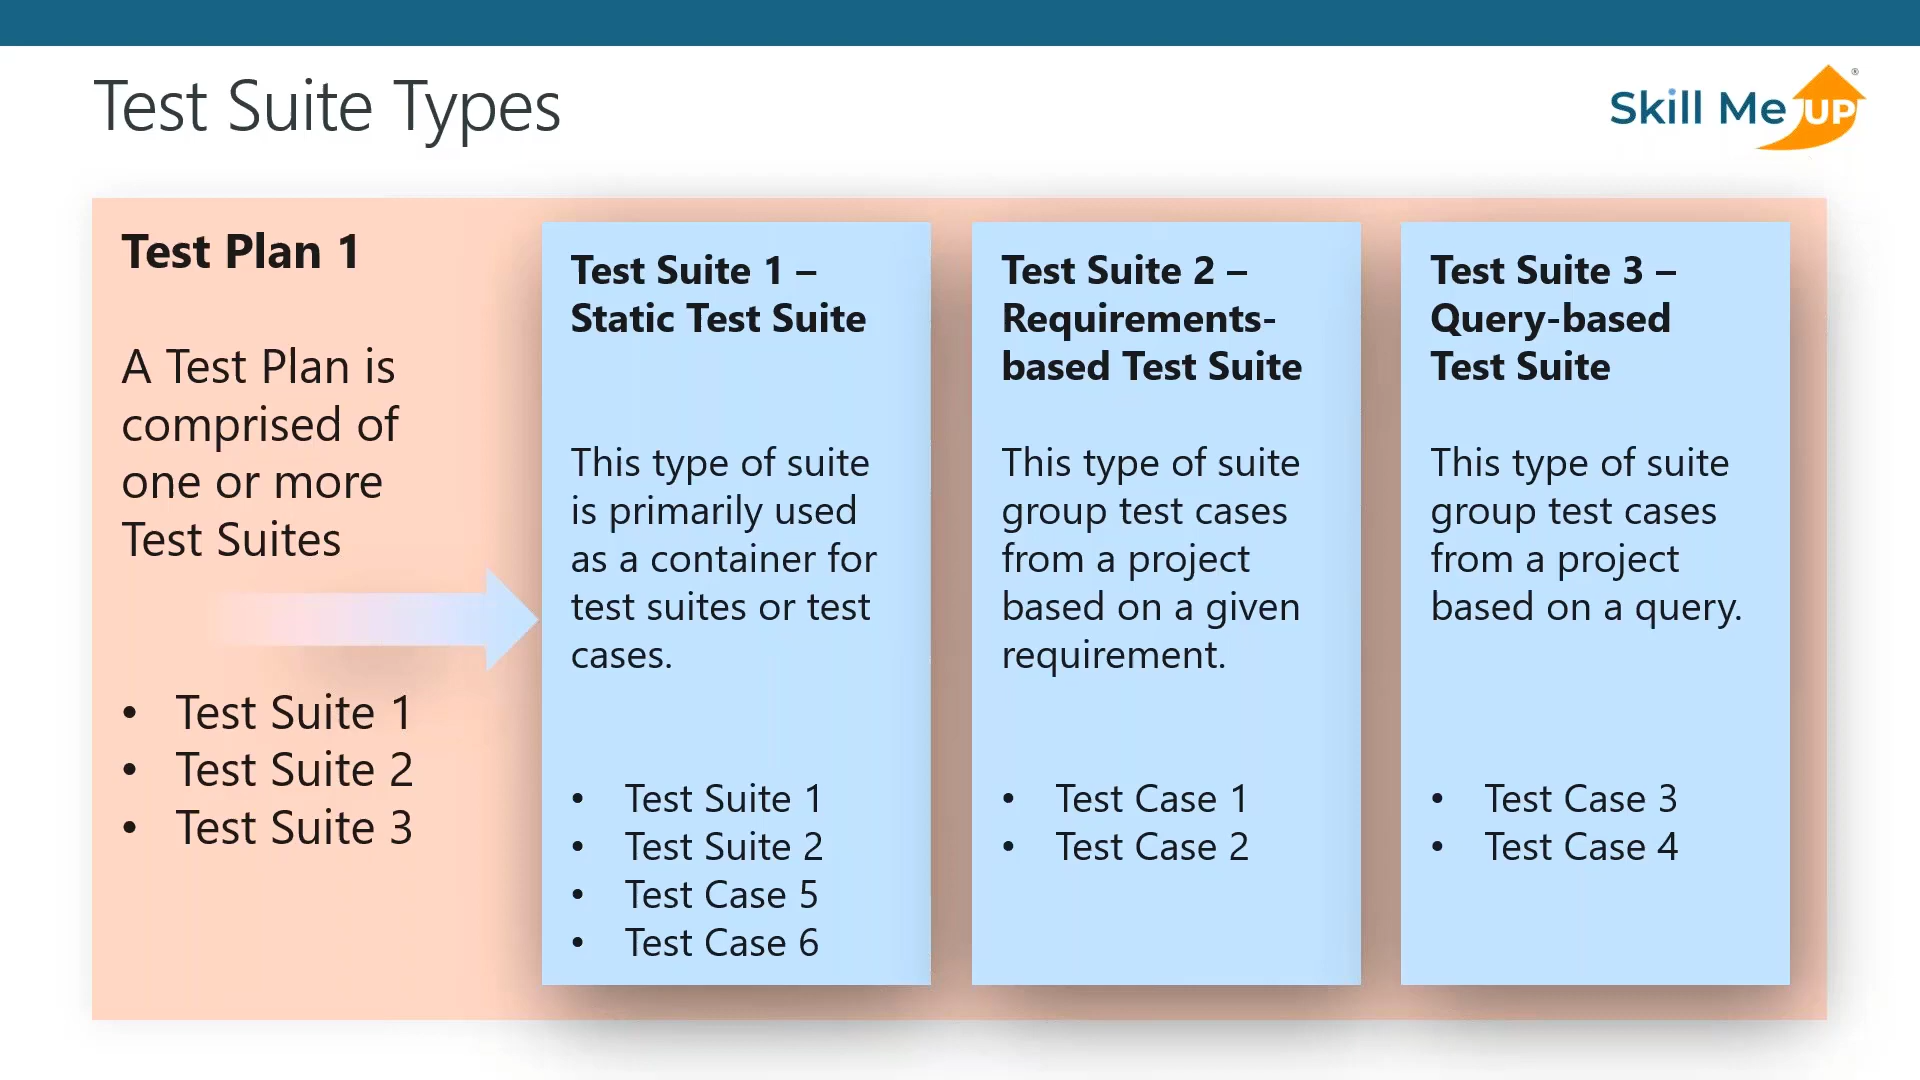 Test Suite Types
Skill Me UP®
Test Plan 1
A Test Plan is
comprised of
one or more
Test Suites
• Test Suite 1
• Test Suite 2
• Test Suite 3
Test Suite 1 –
Static Test Suite
This type of suite
is primarily used
as a container for
test suites or test
cases.
• Test Suite 1
• Test Suite 2
• Test Case 5
• Test Case 6
Test Suite 2 –
Requirements-
based Test Suite
This type of suite
group test cases
from a project
based on a given
requirement.
• Test Case 1
• Test Case 2
Test Suite 3 –
Query-based
Test Suite
This type of suite
group test cases
from a project
based on a query.
• Test Case 3
• Test Case 4